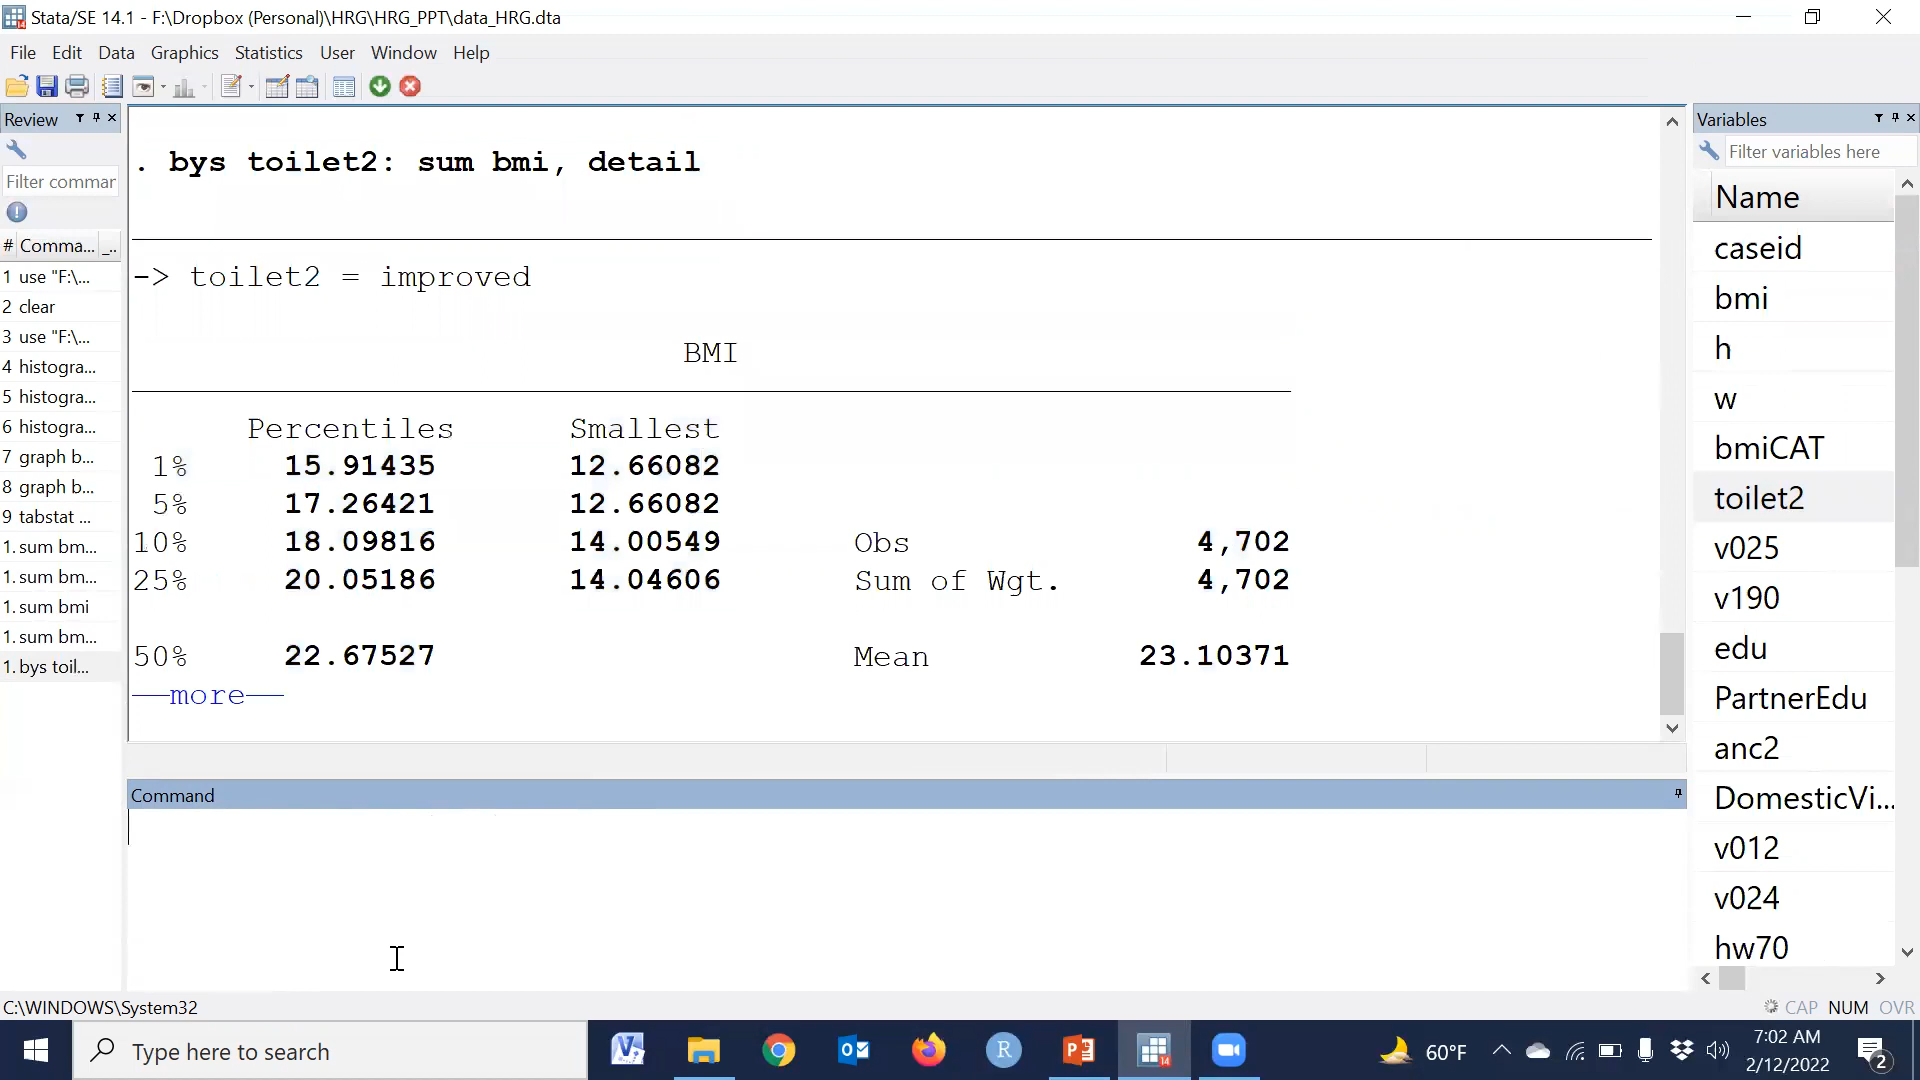 Stata/SE 14.1 - F:\Dropbox (Personal)\HRG\HRG_PPT\data_HRG.dta
File Edit Data Graphics Statistics User Window Help
Review
Filter commar
# Comma... _..
1 use "F:\...
2 clear
3 use "F:\...
4 histogra...
5 histogra...
6 histogra...
7 graph b...
8 graph b...
9 tabstat ...
1. sum bm...
1. sum bm...
1. sum bmi
1. sum bm...
1. bys toil...
. bys toilet2: sum bmi, detail
-> toilet2 = improved
BMI
Percentiles Smallest
1% 15.91435 12.66082
5% 17.26421 12.66082
10% 18.09816 14.00549 Obs 4,702
25% 20.05186 14.04606 Sum of Wgt. 4,702
50% 22.67527 Mean 23.10371
—more—
Command
Variables
Filter variables here
Name
caseid
bmi
h
w
bmiCAT
toilet2
v025
v190
edu
PartnerEdu
anc2
DomesticVi...
v012
v024
hw70
C:\WINDOWS\System32
CAP NUM OVR
Type here to search
60°F
7:02 AM
2/12/2022
2